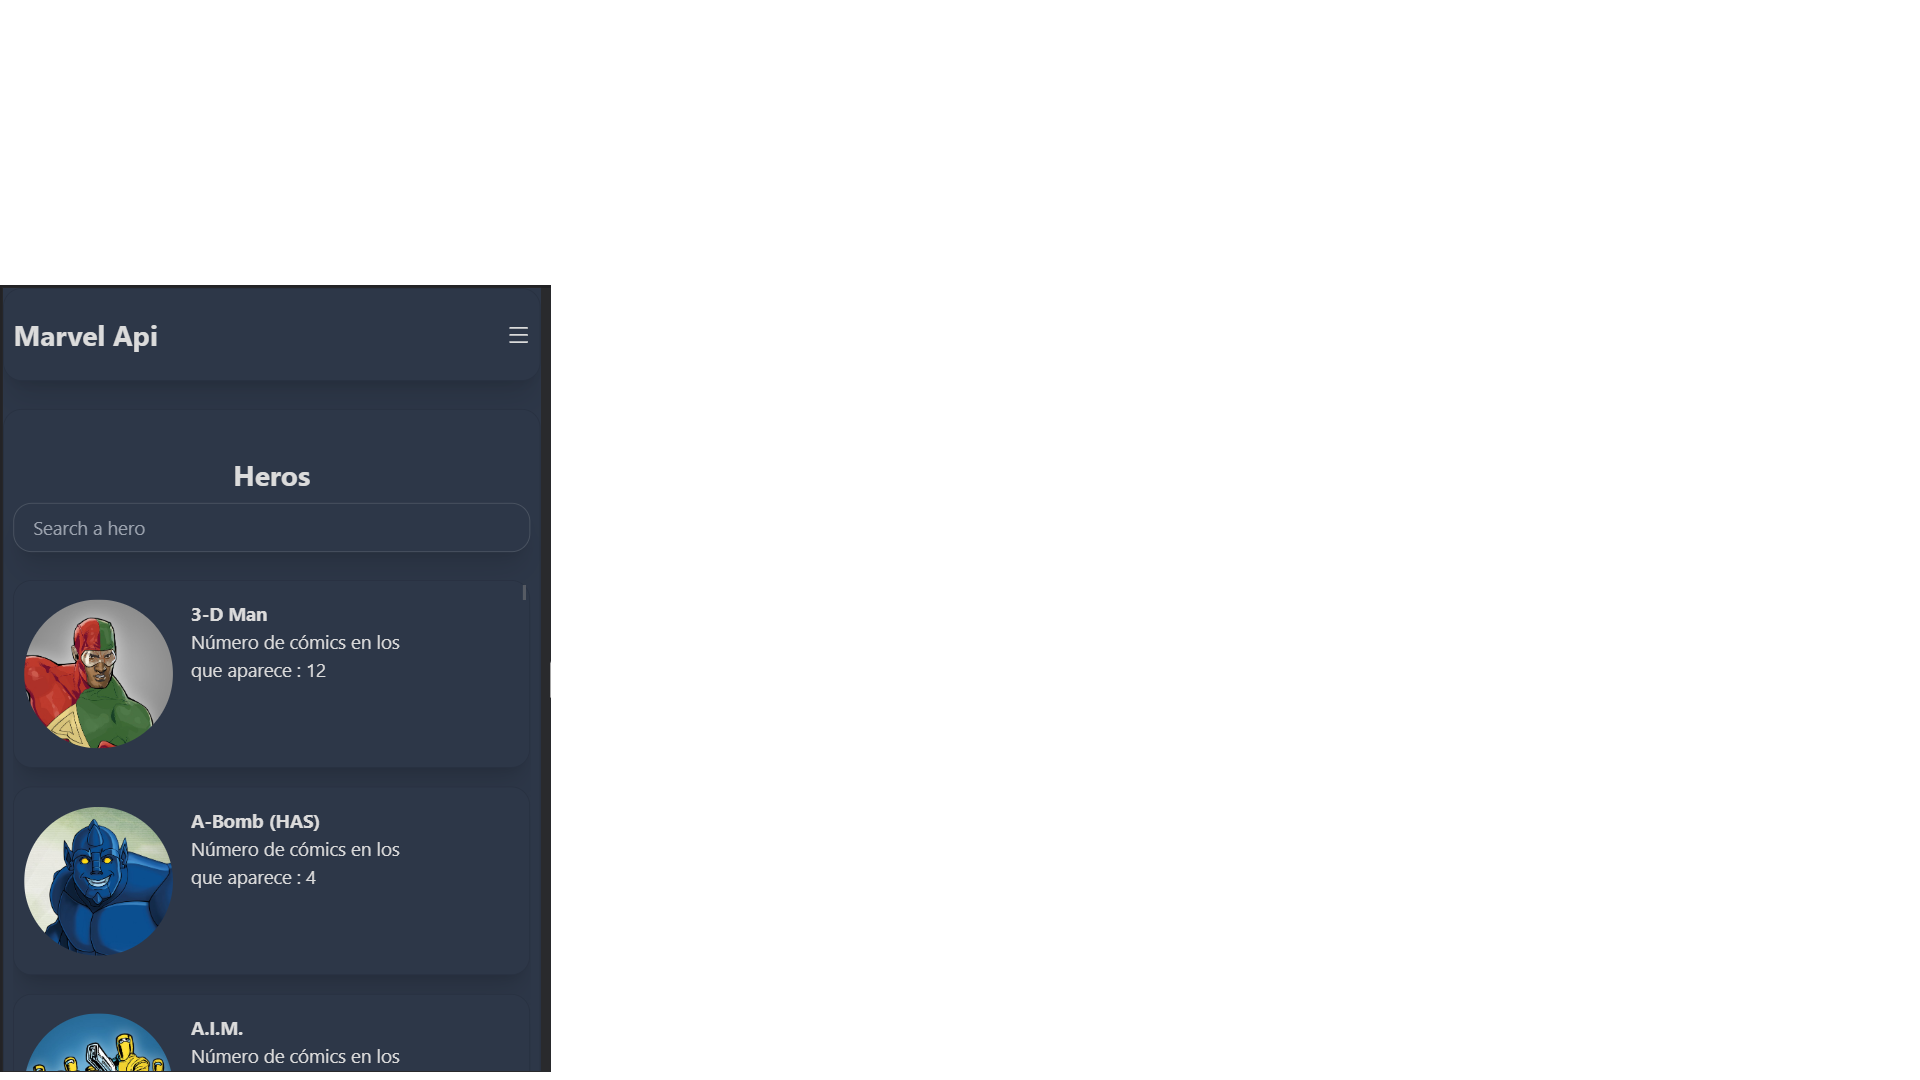 Marvel Api
Heros
Search a hero
3-D Man
Número de cómics en los
que aparece : 12
A-Bomb (HAS)
Número de cómics en los
que aparece : 4
A.I.M.
Número de cómics en los